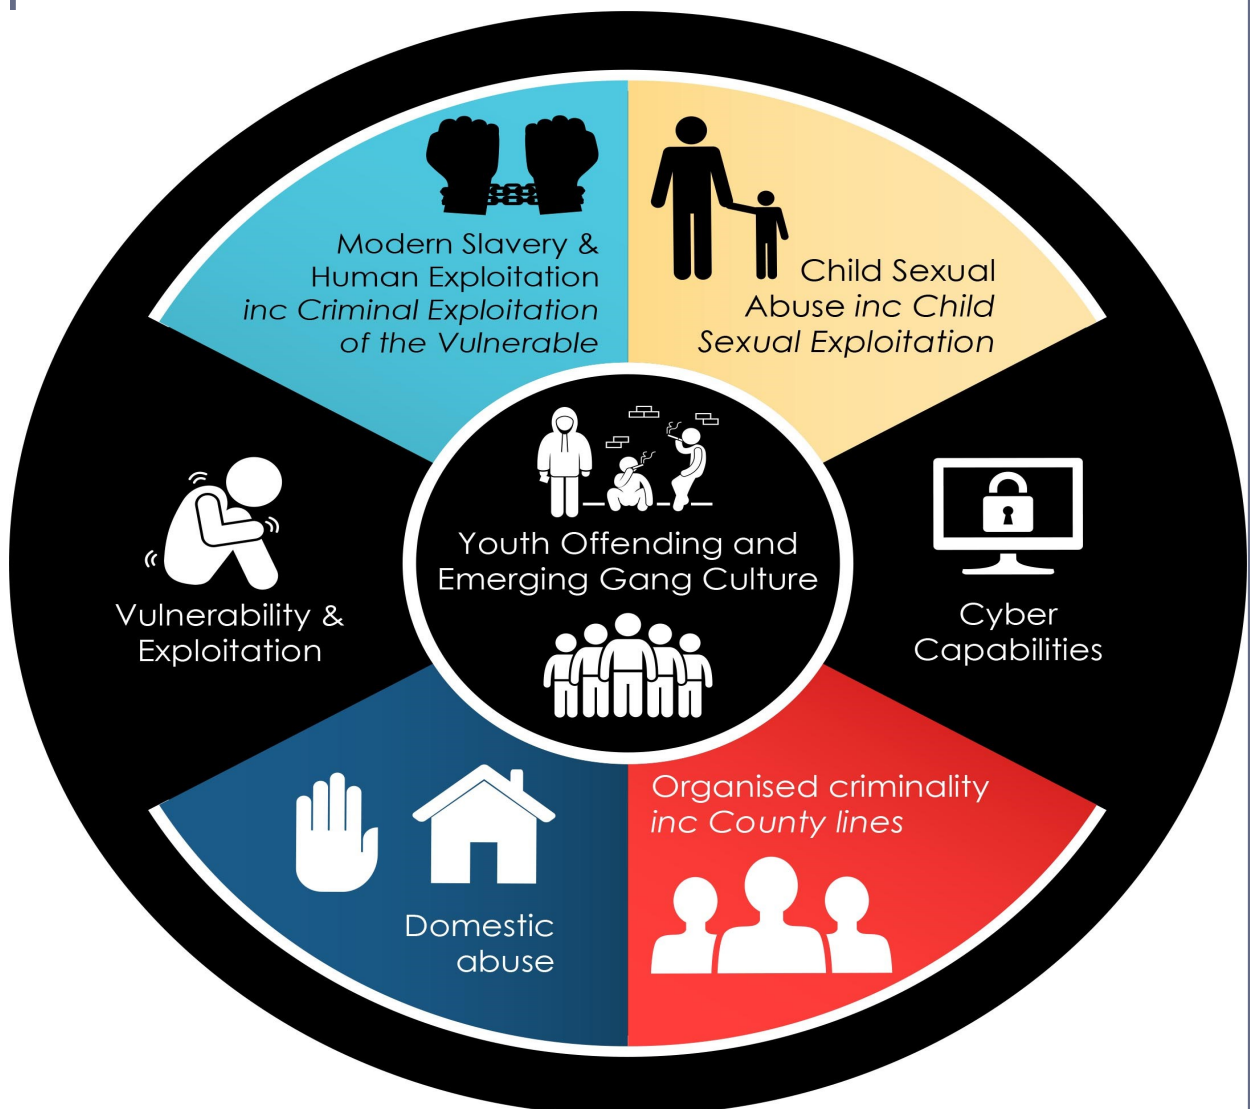 Modern Slavery &
Human Exploitation
inc Criminal Exploitation
of the Vulnerable
Child Sexual
Abuse inc Child
Sexual Exploitation
Vulnerability &
Exploitation
Youth Offending and
Emerging Gang Culture
Cyber
Capabilities
Domestic
abuse
Organised criminality
inc County lines